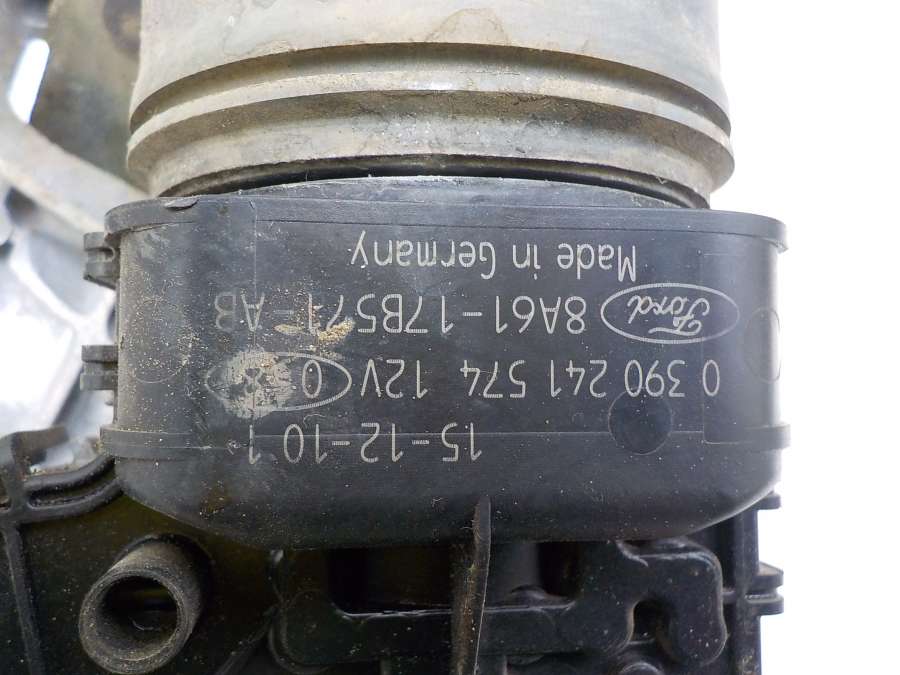 15-12-10 1
0 390 241 574 12V
Ford 8A61-17B571-AB
Made in Germany